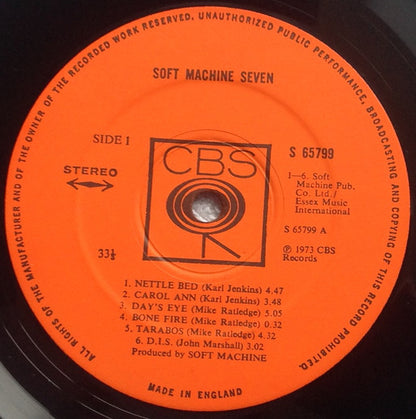 ALL RIGHTS OF THE MANUFACTURER AND OF THE OWNER OF THE RECORDED WORK RESERVED. UNAUTHORIZED PUBLIC PERFORMANCE, BROADCASTING AND COPYING OF THIS RECORD PROHIBITED.
SOFT MACHINE SEVEN
SIDE 1
CBS
S 65799
STEREO
1—6. Soft
Machine Pub.
Co. Ltd./
Essex Music
International
S 65799 A
33⅓
℗ 1973 CBS
Records
1. NETTLE BED (Karl Jenkins) 4.47
2. CAROL ANN (Karl Jenkins) 3.48
3. DAY'S EYE (Mike Ratledge) 5.05
4. BONE FIRE (Mike Ratledge) 0.32
5. TARABOS (Mike Ratledge) 4.32
6. D.I.S. (John Marshall) 3.02
Produced by SOFT MACHINE
MADE IN ENGLAND